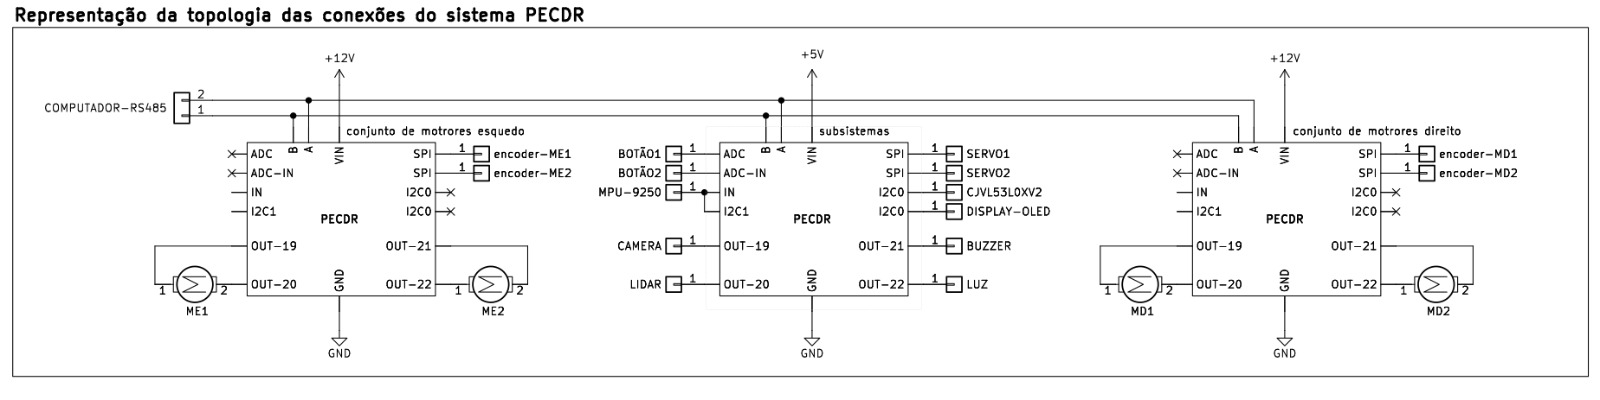 Representação da topologia das conexões do sistema PECDR
+12V
+5V
+12V
COMPUTADOR-RS485
2
1
conjunto de motrores esquedo
B
A
VIN
ADC
ADC-IN
IN
I2C1
OUT-19
OUT-20
PECDR
GND
SPI
SPI
I2C0
I2C0
OUT-21
OUT-22
1
encoder-ME1
1
encoder-ME2
1
2
ME1
1
2
ME2
GND
subsistemas
B
A
VIN
BOTÃO1
1
BOTÃO2
1
MPU-9250
1
CAMERA
1
LIDAR
1
ADC
ADC-IN
IN
I2C1
OUT-19
OUT-20
PECDR
GND
SPI
SPI
I2C0
I2C0
OUT-21
OUT-22
1
SERVO1
1
SERVO2
1
CJVL53L0XV2
1
DISPLAY-OLED
1
BUZZER
1
LUZ
GND
conjunto de motrores direito
B
A
VIN
ADC
ADC-IN
IN
I2C1
OUT-19
OUT-20
PECDR
GND
SPI
SPI
I2C0
I2C0
OUT-21
OUT-22
1
encoder-MD1
1
encoder-MD2
1
2
MD1
1
2
MD2
GND